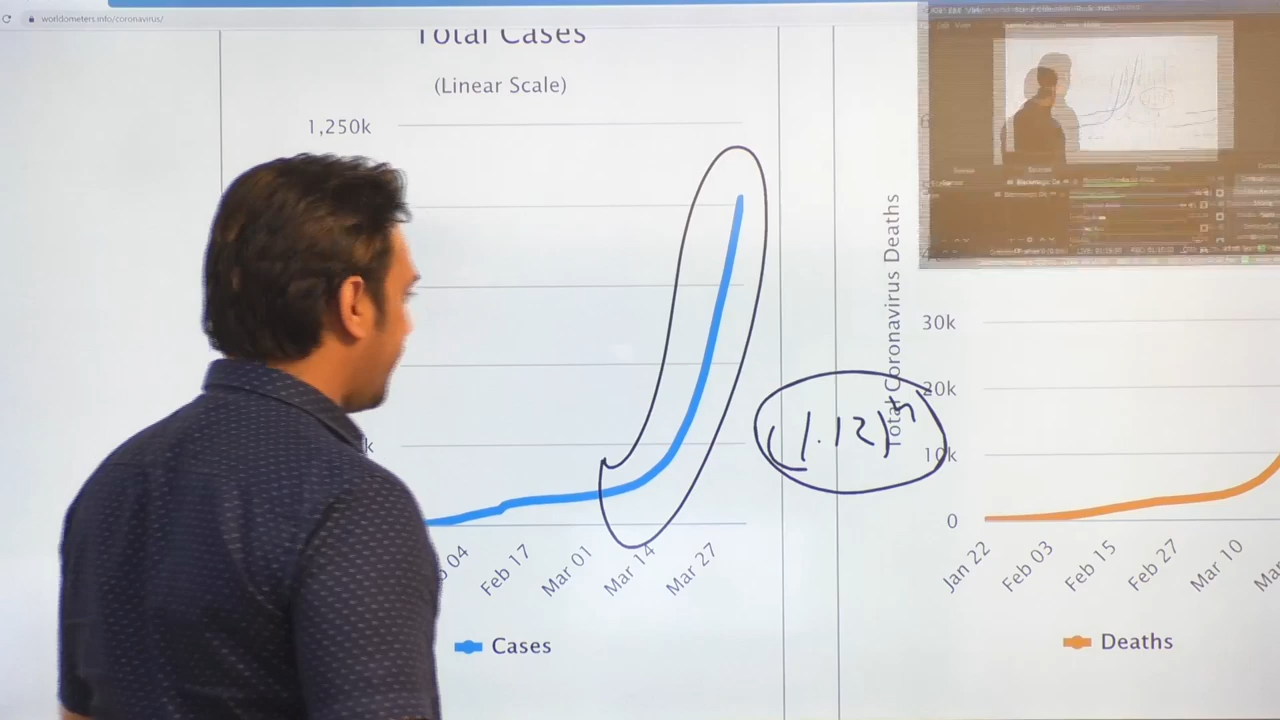 worldometers.info/coronavirus/
Total Cases
(Linear Scale)
1,250k
k
Feb 04
Feb 17
Mar 01
Mar 14
Mar 27
Cases
(1.12)^n
Total Coronavirus Deaths
30k
20k
10k
0
Jan 22
Feb 03
Feb 15
Feb 27
Mar 10
Deaths